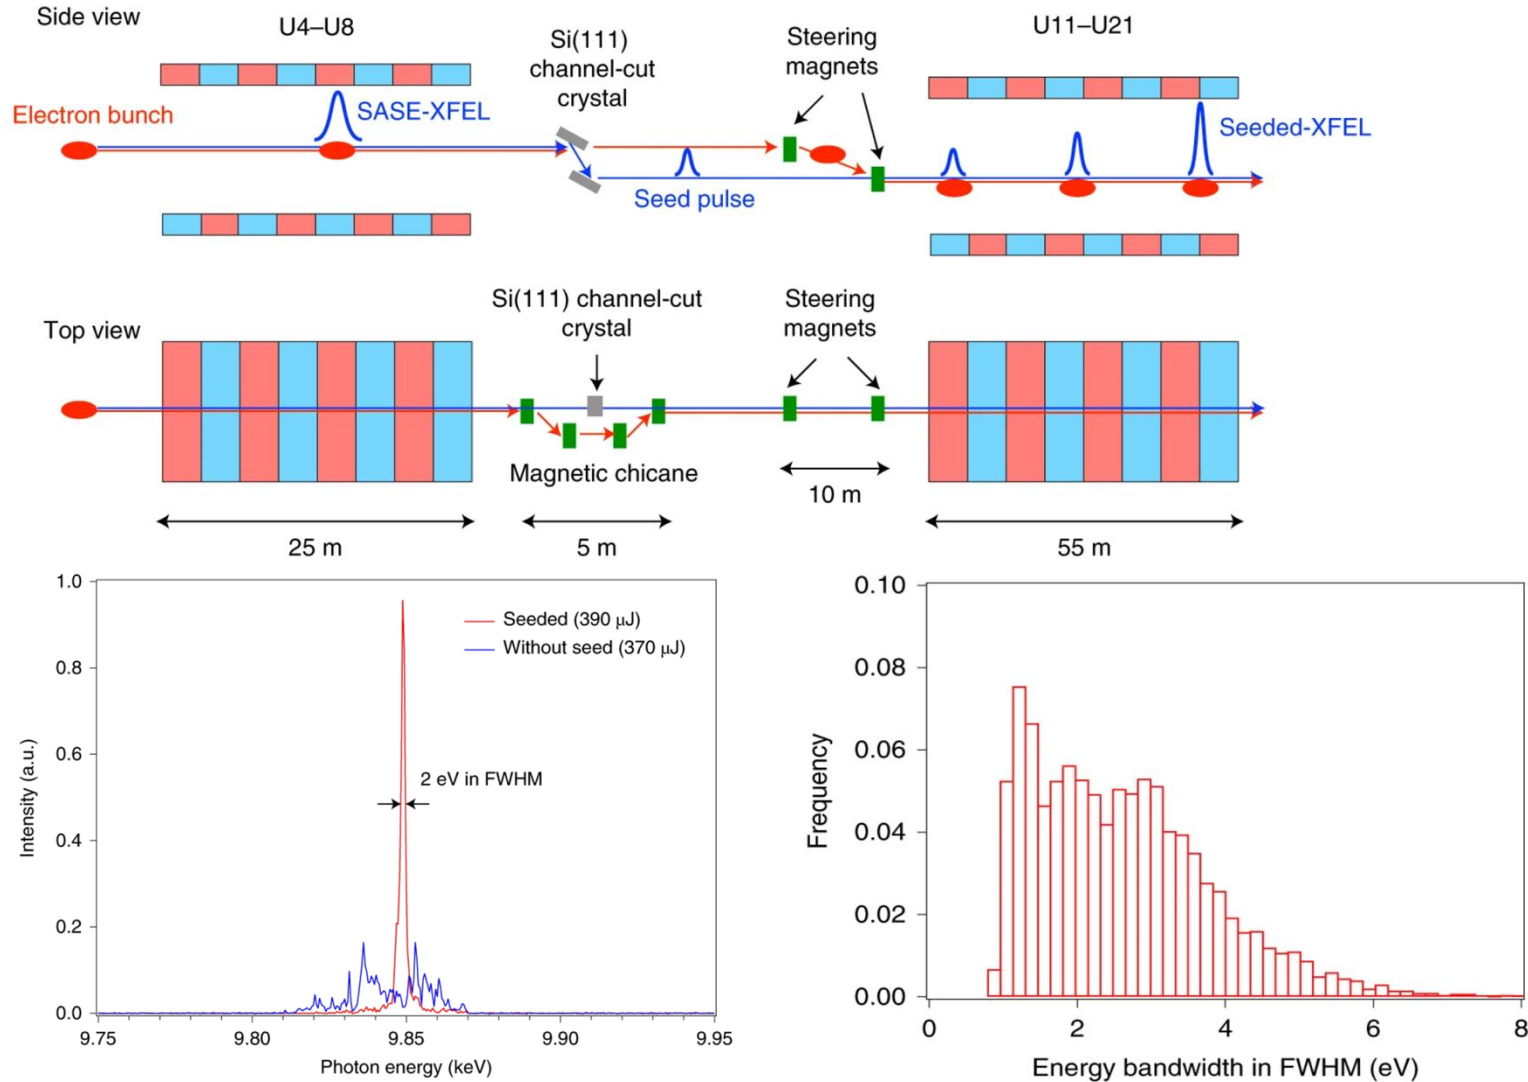 Side view
U4–U8
Si(111)
channel-cut
crystal
Steering
magnets
U11–U21
Electron bunch
SASE-XFEL
Seed pulse
Seeded-XFEL
Top view
Si(111) channel-cut
crystal
Steering
magnets
Magnetic chicane
10 m
25 m
5 m
55 m
1.0
0.8
0.6
0.4
0.2
0.0
Intensity (a.u.)
Seeded (390 μJ)
Without seed (370 μJ)
2 eV in FWHM
9.75
9.80
9.85
9.90
9.95
Photon energy (keV)
0.10
0.08
0.06
0.04
0.02
0.00
Frequency
0
2
4
6
8
Energy bandwidth in FWHM (eV)